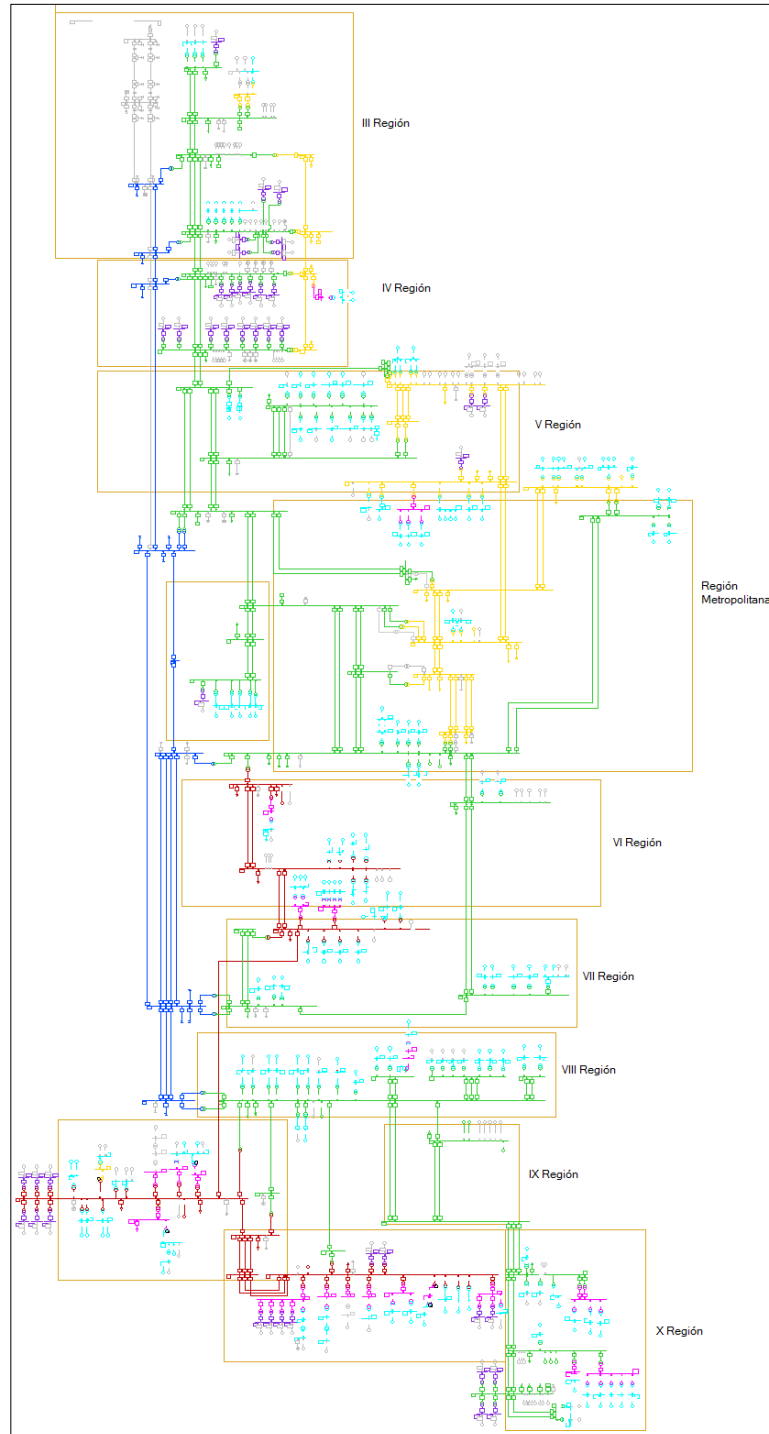 III Región
IV Región
V Región
Región
Metropolitana
VI Región
VII Región
VIII Región
IX Región
X Región